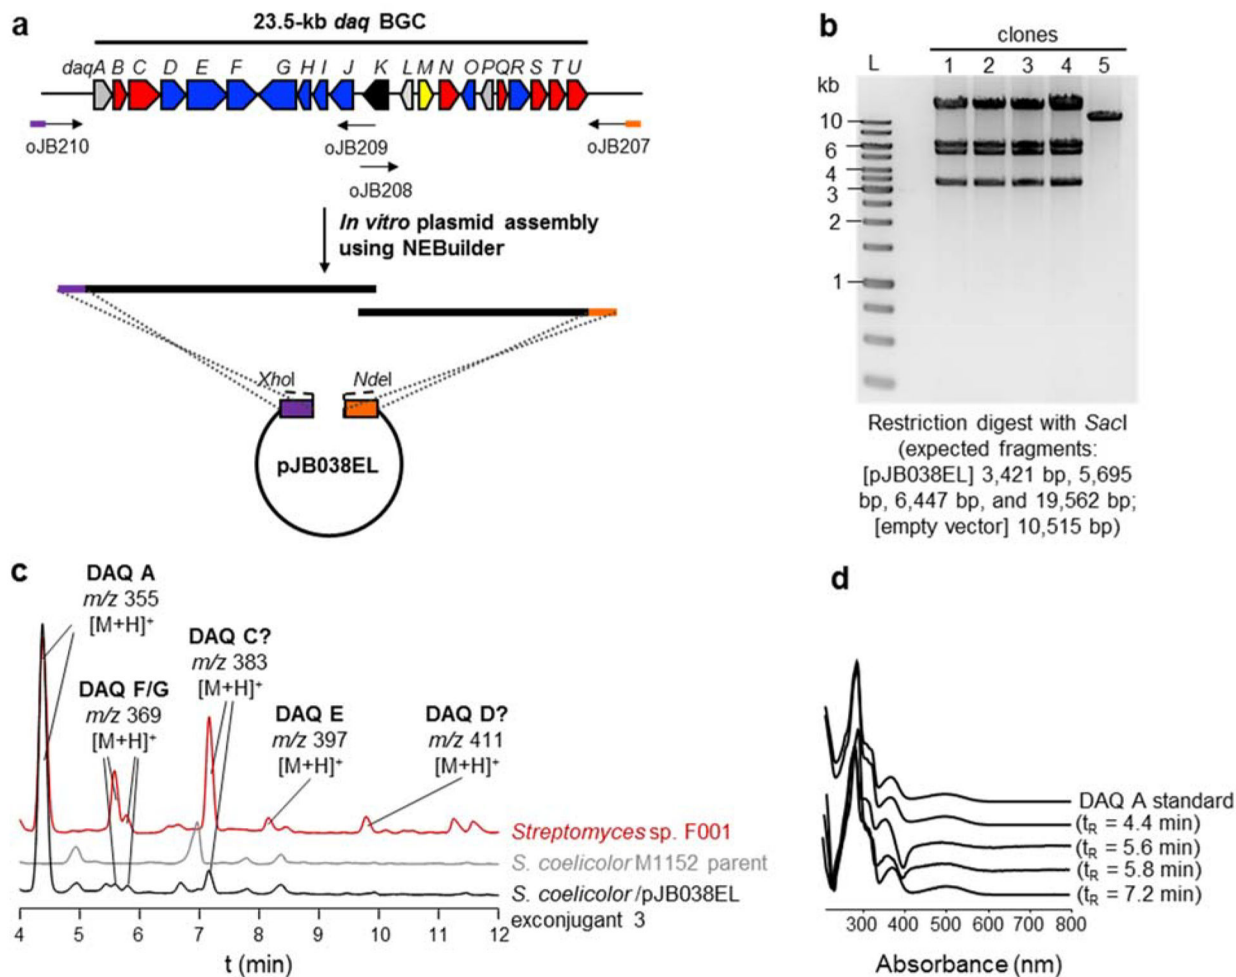 a
23.5-kb daq BGC
daqA B C D E F G H I J K L M N O P Q R S T U
oJB210
oJB209
oJB208
oJB207
In vitro plasmid assembly
using NEBuilder
XhoI
NdeI
pJB038EL
b
clones
L 1 2 3 4 5
kb
10
6
4
3
2
1
Restriction digest with SacI
(expected fragments:
[pJB038EL] 3,421 bp, 5,695
bp, 6,447 bp, and 19,562 bp;
[empty vector] 10,515 bp)
c
DAQ A
m/z 355
[M+H]+
DAQ F/G
m/z 369
[M+H]+
DAQ C?
m/z 383
[M+H]+
DAQ E
m/z 397
[M+H]+
DAQ D?
m/z 411
[M+H]+
Streptomyces sp. F001
S. coelicolor M1152 parent
S. coelicolor/pJB038EL
exconjugant 3
4 5 6 7 8 9 10 11 12
t (min)
d
DAQ A standard
(tR = 4.4 min)
(tR = 5.6 min)
(tR = 5.8 min)
(tR = 7.2 min)
300 400 500 600 700 800
Absorbance (nm)